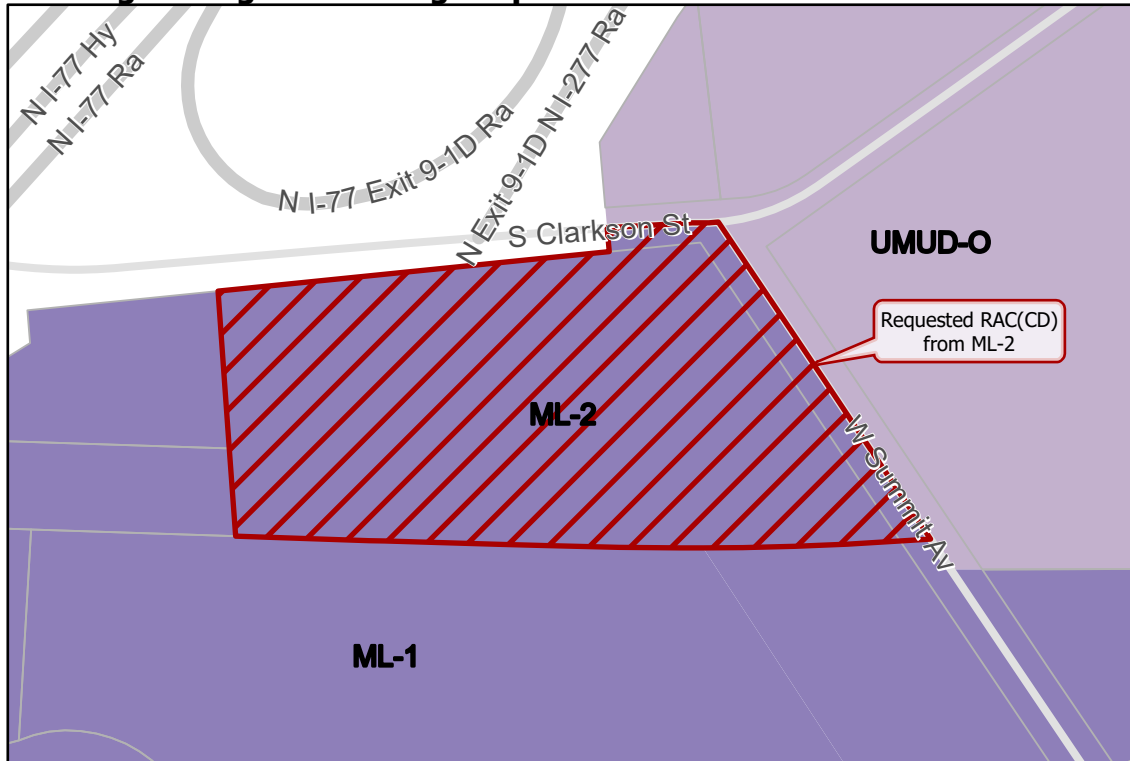 N I-77 Hy
N I-77 Ra
N I-77 Exit 9-1D Ra
N Exit 9-1D N I-277 Ra
S Clarkson St
UMUD-O
Requested RAC(CD)
from ML-2
ML-2
W Summit Av
ML-1